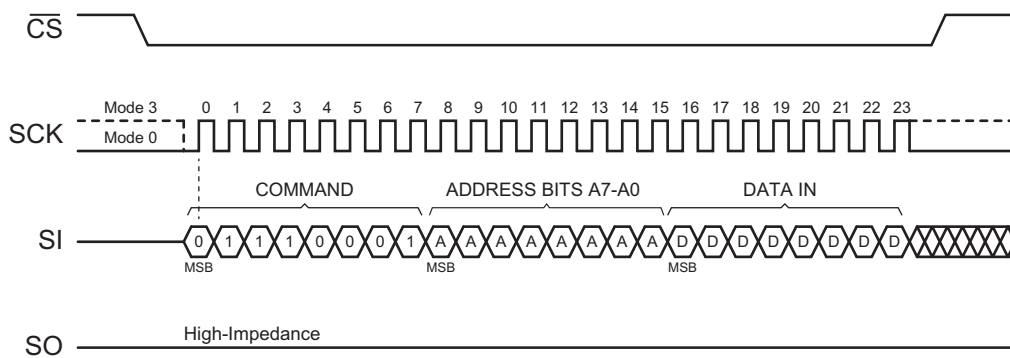 CS
Mode 3 0 1 2 3 4 5 6 7 8 9 10 11 12 13 14 15 16 17 18 19 20 21 22 23
SCK Mode 0
COMMAND ADDRESS BITS A7-A0 DATA IN
SI 0 1 1 1 0 0 0 1 A A A A A A A A D D D D D D D D
MSB MSB MSB
High-Impedance
SO